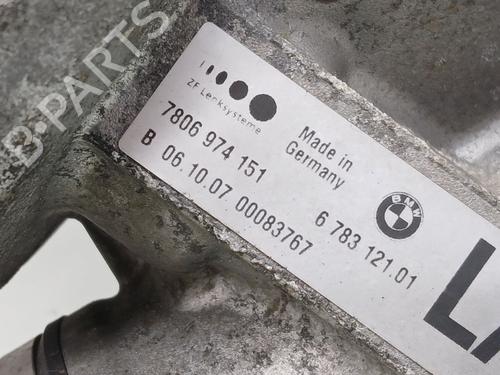 B-PARTS
ZF Lenksysteme
7806 974 151
Made in
Germany
B 06.10.07 00083767
BMW
6 783 121.01